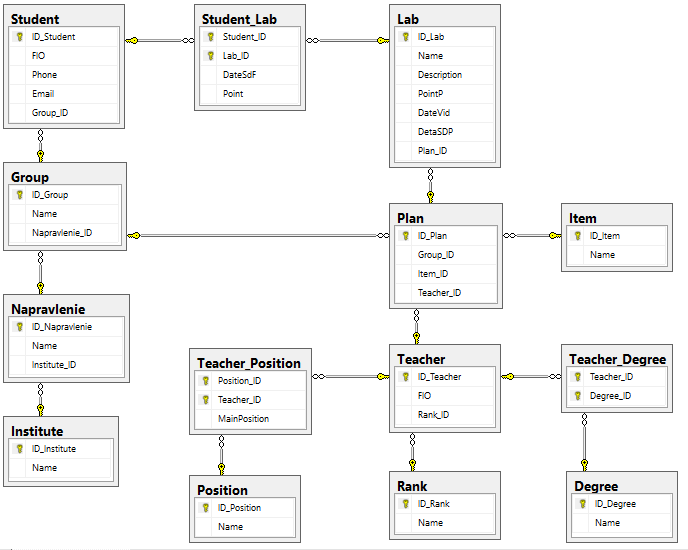 Student
ID_Student
FIO
Phone
Email
Group_ID
Student_Lab
Student_ID
Lab_ID
DateSdF
Point
Lab
ID_Lab
Name
Description
PointP
DateVid
DetaSDP
Plan_ID
Group
ID_Group
Name
Napravlenie_ID
Plan
ID_Plan
Group_ID
Item_ID
Teacher_ID
Item
ID_Item
Name
Napravlenie
ID_Napravlenie
Name
Institute_ID
Teacher_Position
Position_ID
Teacher_ID
MainPosition
Teacher
ID_Teacher
FIO
Rank_ID
Teacher_Degree
Teacher_ID
Degree_ID
Institute
ID_Institute
Name
Position
ID_Position
Name
Rank
ID_Rank
Name
Degree
ID_Degree
Name